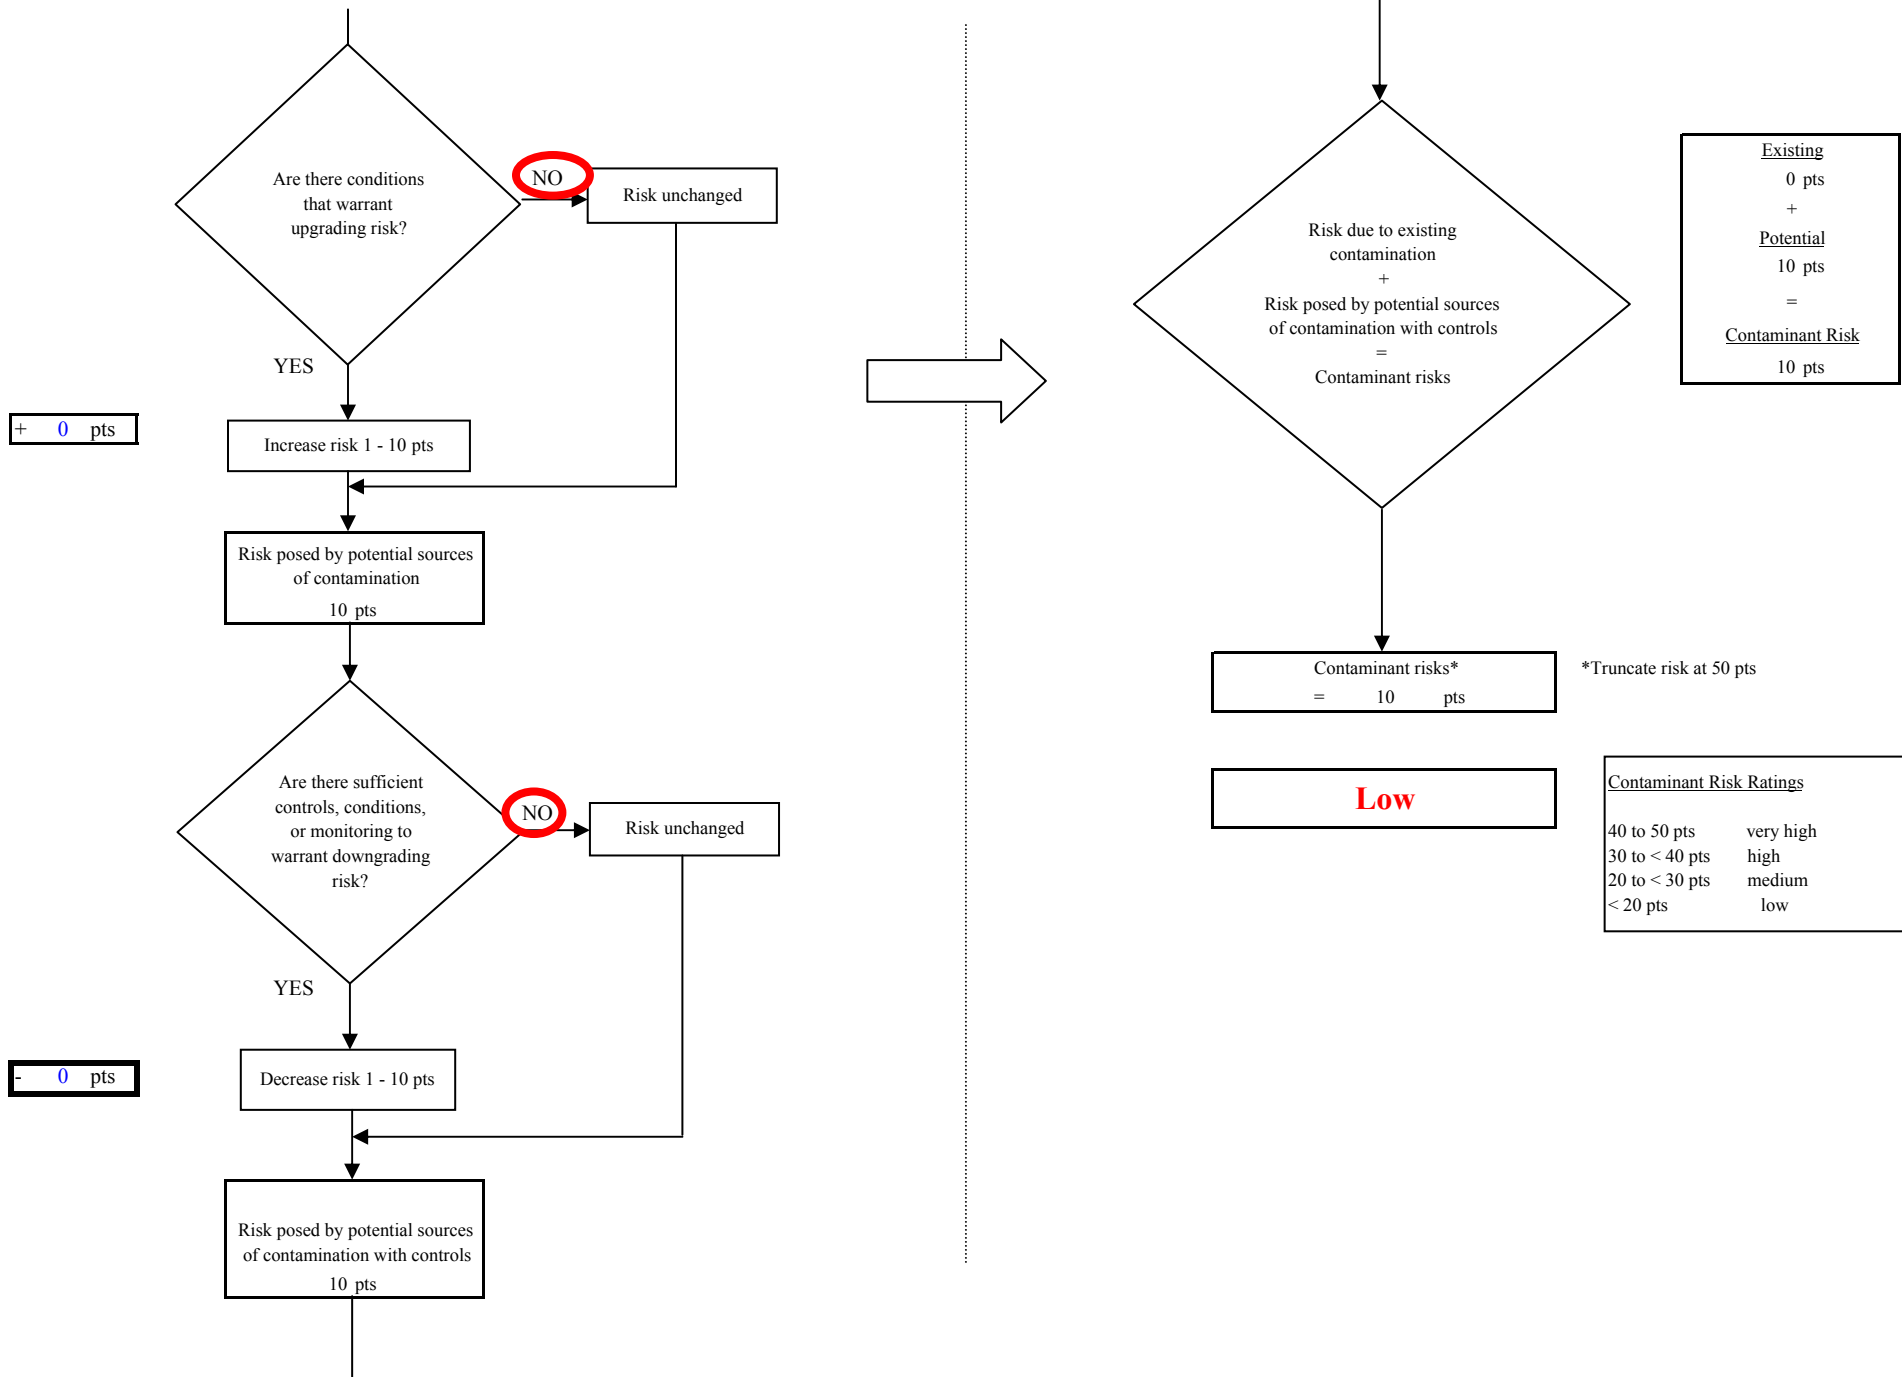 Are there conditions
that warrant
upgrading risk?
NO
Risk unchanged
YES
+ 0 pts
Increase risk 1 - 10 pts
Risk posed by potential sources
of contamination
10 pts
Are there sufficient
controls, conditions,
or monitoring to
warrant downgrading
risk?
NO
Risk unchanged
YES
- 0 pts
Decrease risk 1 - 10 pts
Risk posed by potential sources
of contamination with controls
10 pts
Risk due to existing
contamination
+
Risk posed by potential sources
of contamination with controls
=
Contaminant risks
Existing
0 pts
+
Potential
10 pts
=
Contaminant Risk
10 pts
Contaminant risks*
= 10 pts
*Truncate risk at 50 pts
Low
Contaminant Risk Ratings
40 to 50 pts very high
30 to < 40 pts high
20 to < 30 pts medium
< 20 pts low